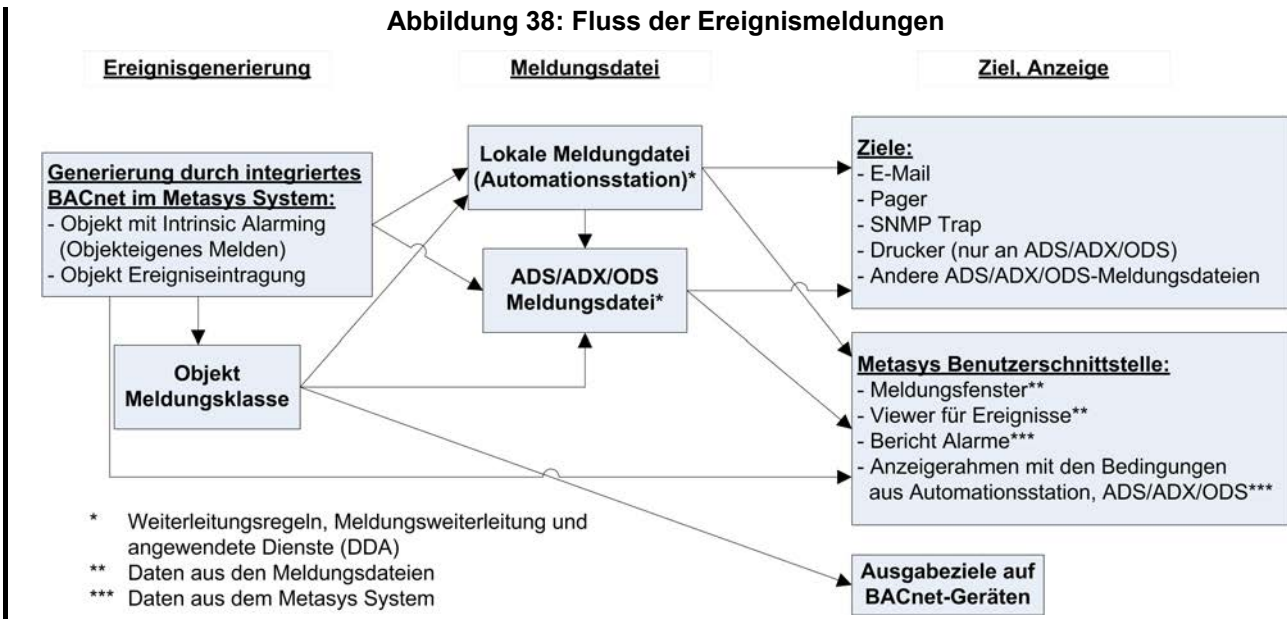 Abbildung 38: Fluss der Ereignismeldungen
Ereignisgenerierung
Meldungsdatei
Ziel, Anzeige
Generierung durch integriertes
BACnet im Metasys System:
- Objekt mit Intrinsic Alarming
(Objekteigenes Melden)
- Objekt Ereigniseintragung
Objekt
Meldungsklasse
Lokale Meldungdatei
(Automationsstation)*
ADS/ADX/ODS
Meldungsdatei*
Ziele:
- E-Mail
- Pager
- SNMP Trap
- Drucker (nur an ADS/ADX/ODS)
- Andere ADS/ADX/ODS-Meldungsdateien
Metasys Benutzerschnittstelle:
- Meldungsfenster**
- Viewer für Ereignisse**
- Bericht Alarme***
- Anzeigerahmen mit den Bedingungen
aus Automationsstation, ADS/ADX/ODS***
Ausgabeziele auf
BACnet-Geräten
* Weiterleitungsregeln, Meldungsweiterleitung und
angewendete Dienste (DDA)
** Daten aus den Meldungsdateien
*** Daten aus dem Metasys System